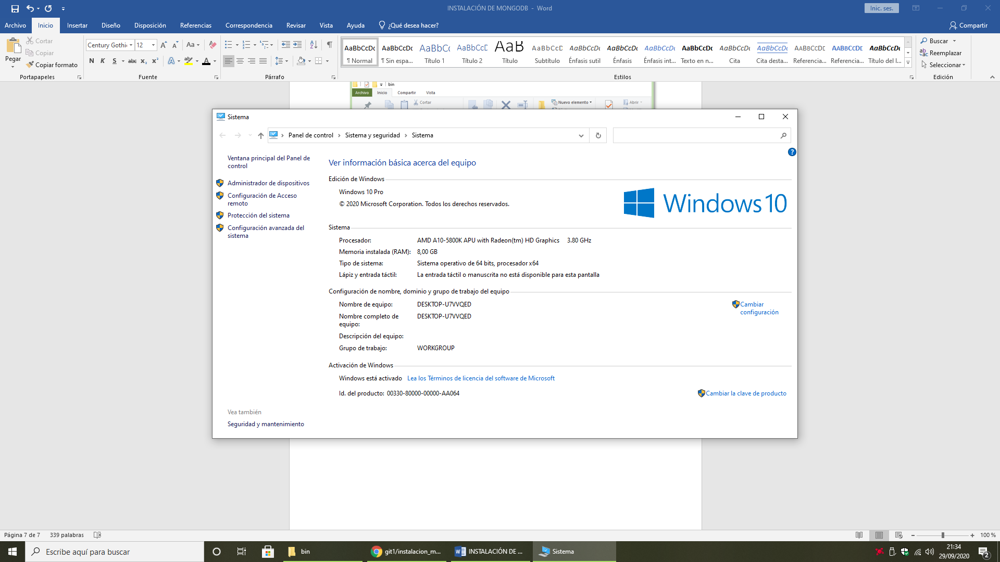 INSTALACIÓN DE MONGODB - Word
Inic. ses.
Archivo Inicio Insertar Diseño Disposición Referencias Correspondencia Revisar Vista Ayuda ¿Qué desea hacer? Compartir
Pegar
Cortar
Copiar
Copiar formato
Portapapeles
Century Gothi 12 Aa
N K S abc x₂ x² A A
Fuente
Párrafo
AaBbCcDc AaBbCcDc AaBbCc AaBbCcD AaB AaBbCcD AaBbCcDc AaBbCcDc AaBbCcDc AaBbCcDc AaBbCcDc AaBbCcDc AABBCCDE AABBCCDE AaBbCcDc
¶ Normal ¶ Sin espa... Título 1 Título 2 Título Subtítulo Énfasis sutil Énfasis Énfasis int... Texto en n... Cita Cita desta... Referencia... Referencia... Título del l...
Estilos
Buscar
Reemplazar
Seleccionar
Edición
bin
Archivo Inicio Compartir Vista
Cortar
Nuevo elemento
Abrir
Sistema
Panel de control Sistema y seguridad Sistema
Ventana principal del Panel de
control
Administrador de dispositivos
Configuración de Acceso
remoto
Protección del sistema
Configuración avanzada del
sistema
Vea también
Seguridad y mantenimiento
Ver información básica acerca del equipo
Edición de Windows
Windows 10 Pro
© 2020 Microsoft Corporation. Todos los derechos reservados.
Windows 10
Sistema
Procesador: AMD A10-5800K APU with Radeon(tm) HD Graphics 3.80 GHz
Memoria instalada (RAM): 8,00 GB
Tipo de sistema: Sistema operativo de 64 bits, procesador x64
Lápiz y entrada táctil: La entrada táctil o manuscrita no está disponible para esta pantalla
Configuración de nombre, dominio y grupo de trabajo del equipo
Nombre de equipo: DESKTOP-U7VVQED
Cambiar
configuración
Nombre completo de
equipo:
DESKTOP-U7VVQED
Descripción del equipo:
Grupo de trabajo: WORKGROUP
Activación de Windows
Windows está activado Lea los Términos de licencia del software de Microsoft
Id. del producto: 00330-80000-00000-AA064
Cambiar la clave de producto
Página 7 de 7 339 palabras
100 %
Escribe aquí para buscar
bin
git1/instalacion_m...
INSTALACIÓN DE ...
Sistema
21:34
29/09/2020
2